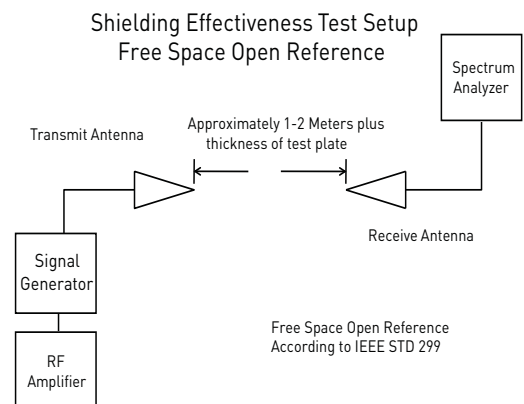 Shielding Effectiveness Test Setup
Free Space Open Reference
Spectrum
Analyzer
Transmit Antenna
Approximately 1-2 Meters plus
thickness of test plate
Receive Antenna
Signal
Generator
Free Space Open Reference
According to IEEE STD 299
RF
Amplifier